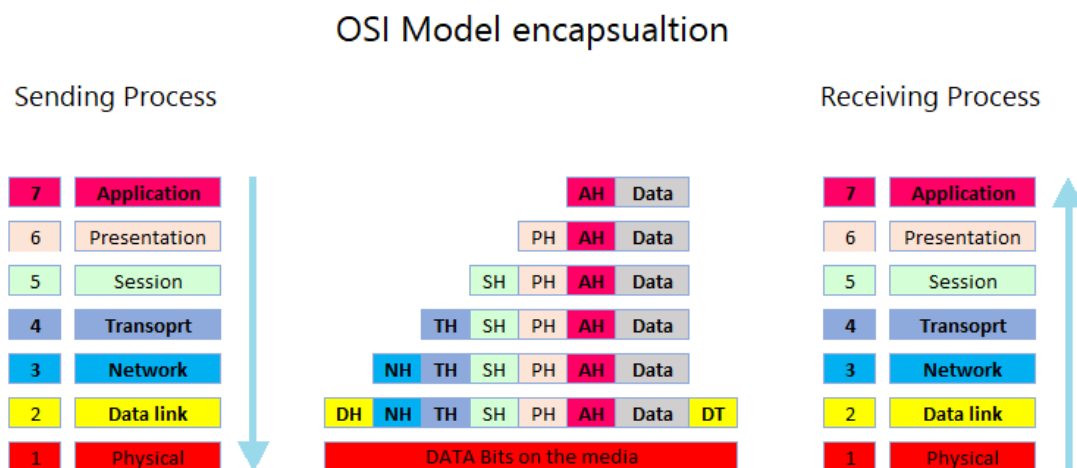 OSI Model encapsualtion
Sending Process
Receiving Process
7 Application AH Data 7 Application
6 Presentation PH AH Data 6 Presentation
5 Session SH PH AH Data 5 Session
4 Transoprt TH SH PH AH Data 4 Transoprt
3 Network NH TH SH PH AH Data 3 Network
2 Data link DH NH TH SH PH AH Data DT 2 Data link
1 Physical DATA Bits on the media 1 Physical